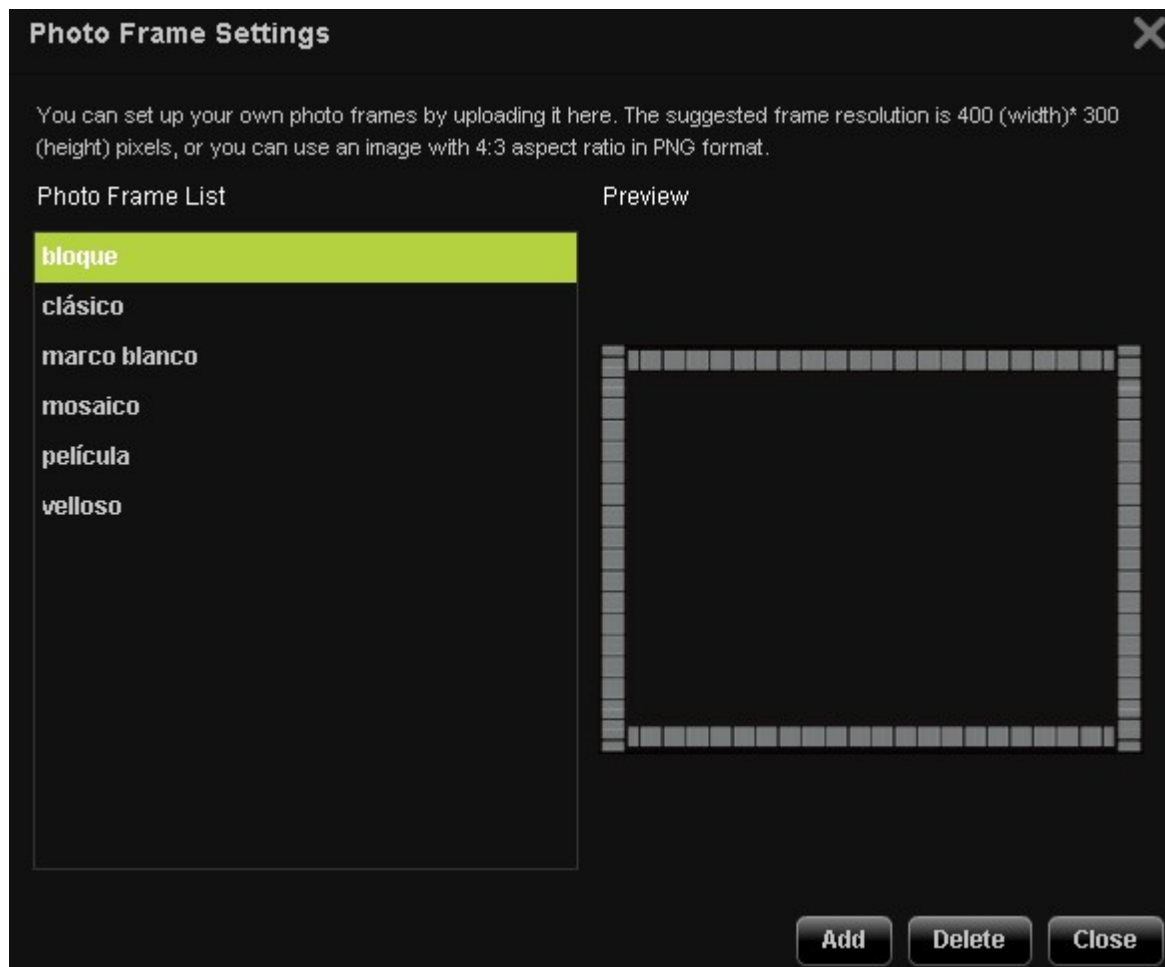 Photo Frame Settings
You can set up your own photo frames by uploading it here. The suggested frame resolution is 400 (width)* 300
(height) pixels, or you can use an image with 4:3 aspect ratio in PNG format.
Photo Frame List
Preview
bloque
clásico
marco blanco
mosaico
película
velloso
Add
Delete
Close